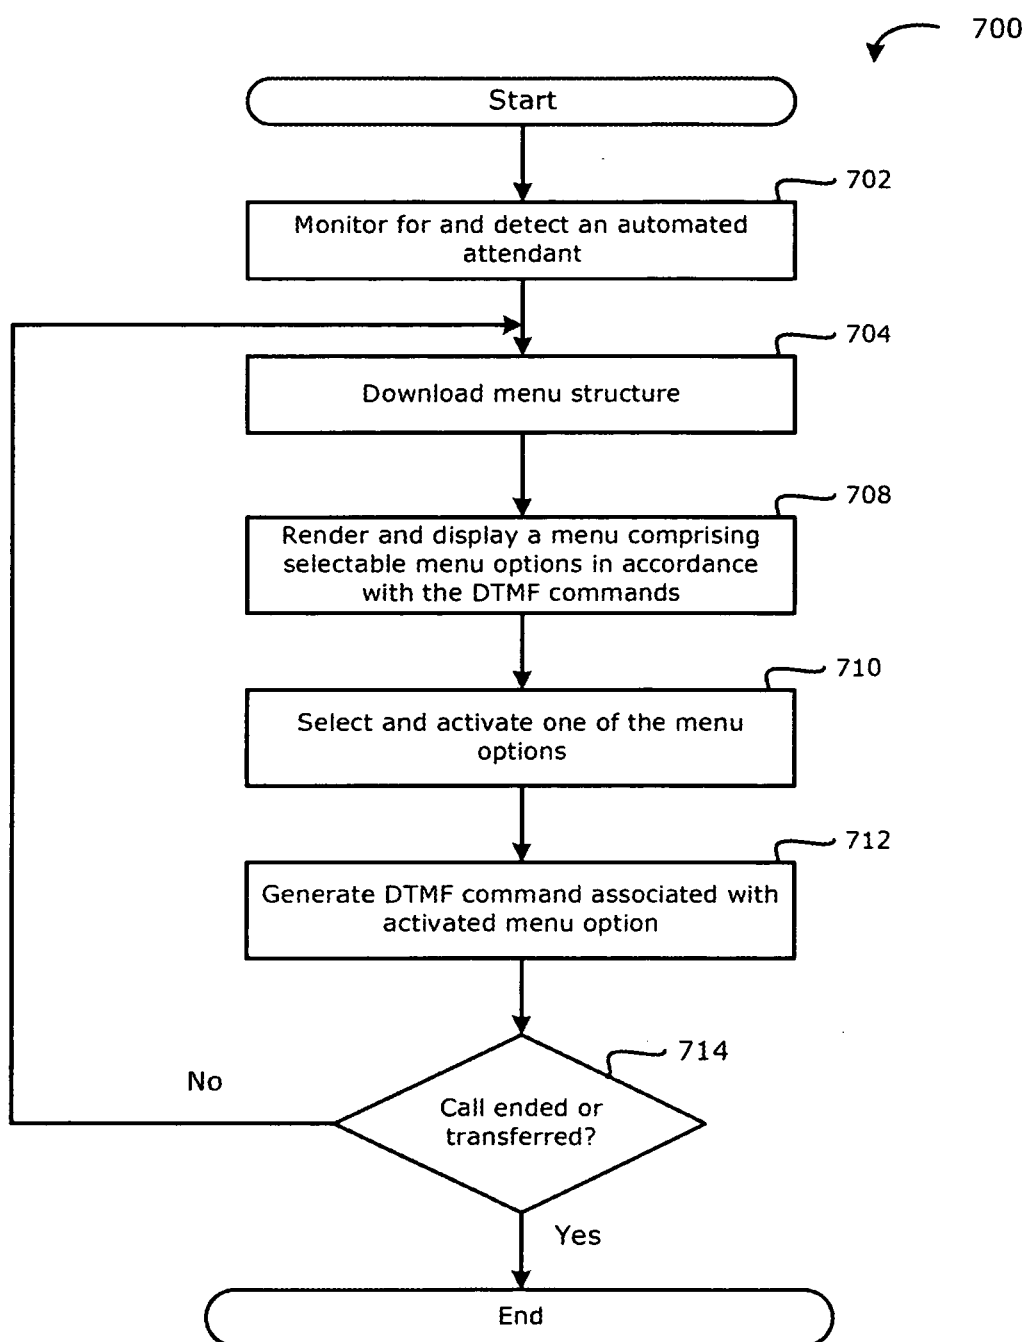 700
Start
702
Monitor for and detect an automated
attendant
704
Download menu structure
708
Render and display a menu comprising
selectable menu options in accordance
with the DTMF commands
710
Select and activate one of the menu
options
712
Generate DTMF command associated with
activated menu option
714
Call ended or
transferred?
No
Yes
End